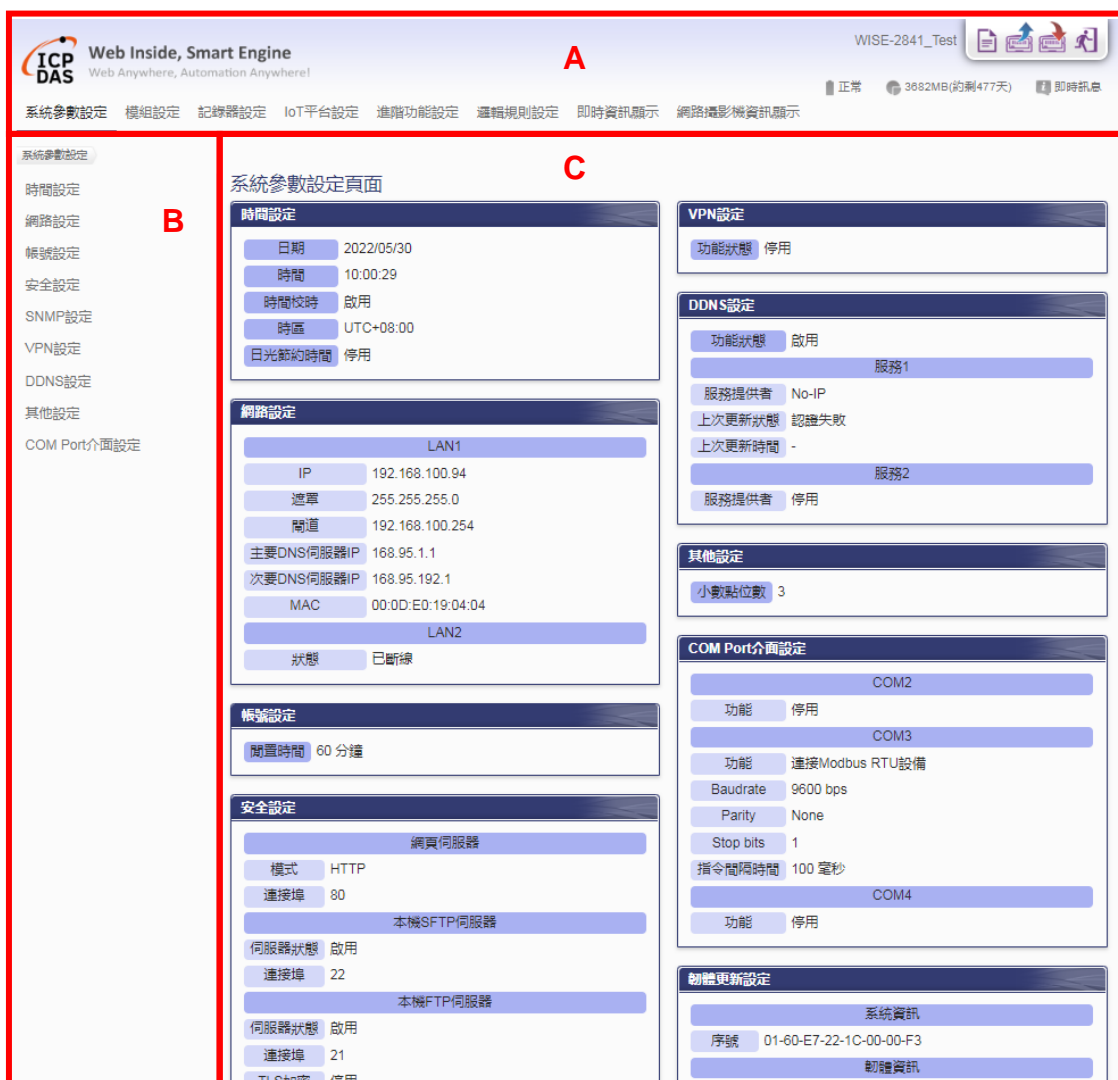 ICP
DAS
Web Inside, Smart Engine
Web Anywhere, Automation Anywhere!
A
WISE-2841_Test
正常
3682MB(約剩477天)
即時訊息
系統參數設定 模組設定 記錄器設定 IoT平台設定 進階功能設定 邏輯規則設定 即時資訊顯示 網路攝影機資訊顯示
系統參數設定
時間設定
網路設定
帳號設定
安全設定
SNMP設定
VPN設定
DDNS設定
其他設定
COM Port介面設定
B
C
系統參數設定頁面
時間設定
日期 2022/05/30
時間 10:00:29
時間校時 啟用
時區 UTC+08:00
日光節約時間 停用
網路設定
LAN1
IP 192.168.100.94
遮罩 255.255.255.0
閘道 192.168.100.254
主要DNS伺服器IP 168.95.1.1
次要DNS伺服器IP 168.95.192.1
MAC 00:0D:E0:19:04:04
LAN2
狀態 已斷線
帳號設定
閒置時間 60 分鐘
安全設定
網頁伺服器
模式 HTTP
連接埠 80
本機SFTP伺服器
伺服器狀態 啟用
連接埠 22
本機FTP伺服器
伺服器狀態 啟用
連接埠 21
TLS加密 停用
VPN設定
功能狀態 停用
DDNS設定
功能狀態 啟用
服務1
服務提供者 No-IP
上次更新狀態 認證失敗
上次更新時間 -
服務2
服務提供者 停用
其他設定
小數點位數 3
COM Port介面設定
COM2
功能 停用
COM3
功能 連接Modbus RTU設備
Baudrate 9600 bps
Parity None
Stop bits 1
指令間隔時間 100 毫秒
COM4
功能 停用
韌體更新設定
系統資訊
序號 01-60-E7-22-1C-00-00-F3
韌體資訊